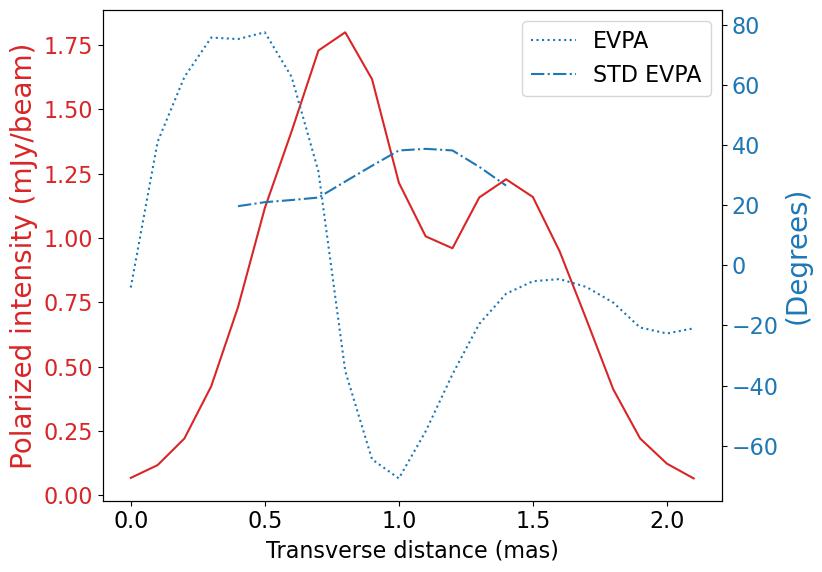 Polarized intensity (mJy/beam)
1.75
1.50
1.25
1.00
0.75
0.50
0.25
0.00
EVPA
STD EVPA
80
60
40
20
0
−20
−40
−60
(Degrees)
0.0 0.5 1.0 1.5 2.0
Transverse distance (mas)